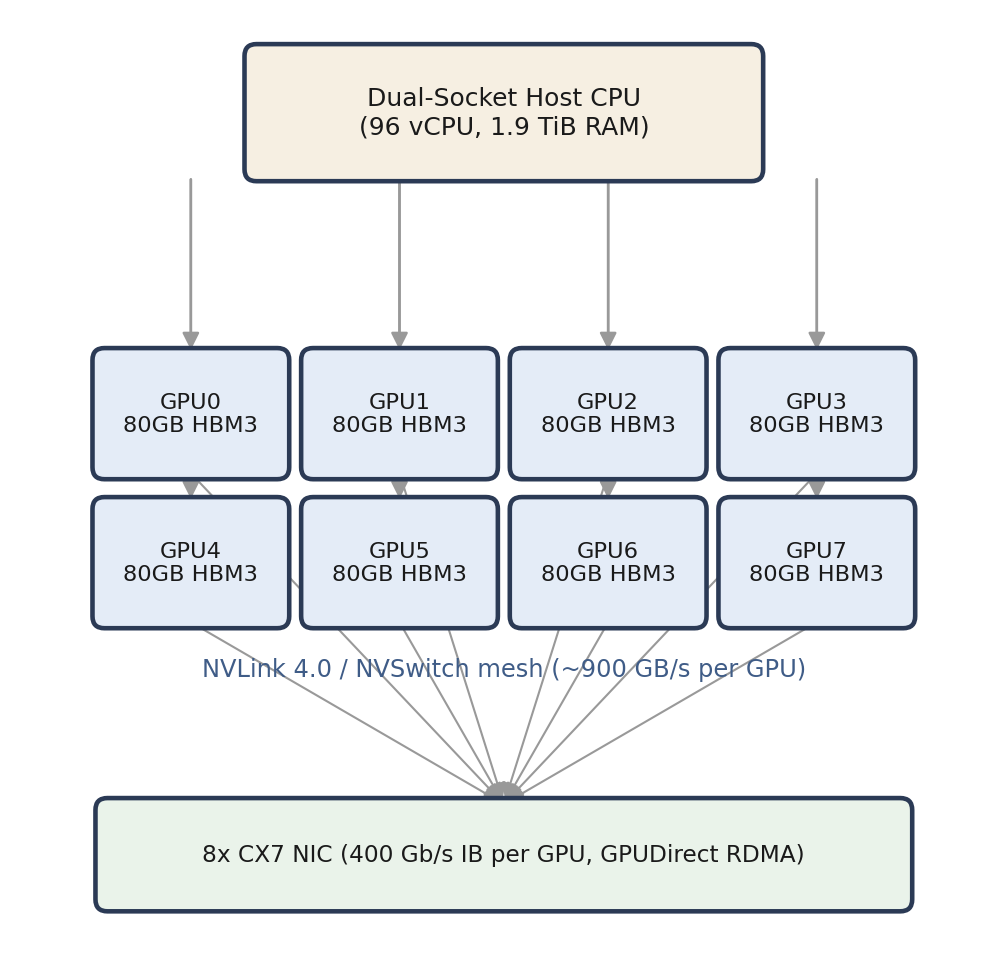 Dual-Socket Host CPU
(96 vCPU, 1.9 TiB RAM)
GPU0
80GB HBM3
GPU1
80GB HBM3
GPU2
80GB HBM3
GPU3
80GB HBM3
GPU4
80GB HBM3
GPU5
80GB HBM3
GPU6
80GB HBM3
GPU7
80GB HBM3
NVLink 4.0 / NVSwitch mesh (~900 GB/s per GPU)
8x CX7 NIC (400 Gb/s IB per GPU, GPUDirect RDMA)